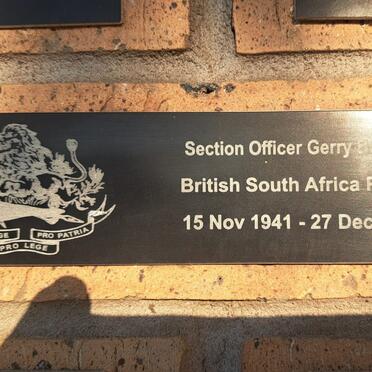 Section Officer Gerry
British South Africa
15 Nov 1941 - 27 Dec
PRO PATRIA
PRO LEGE